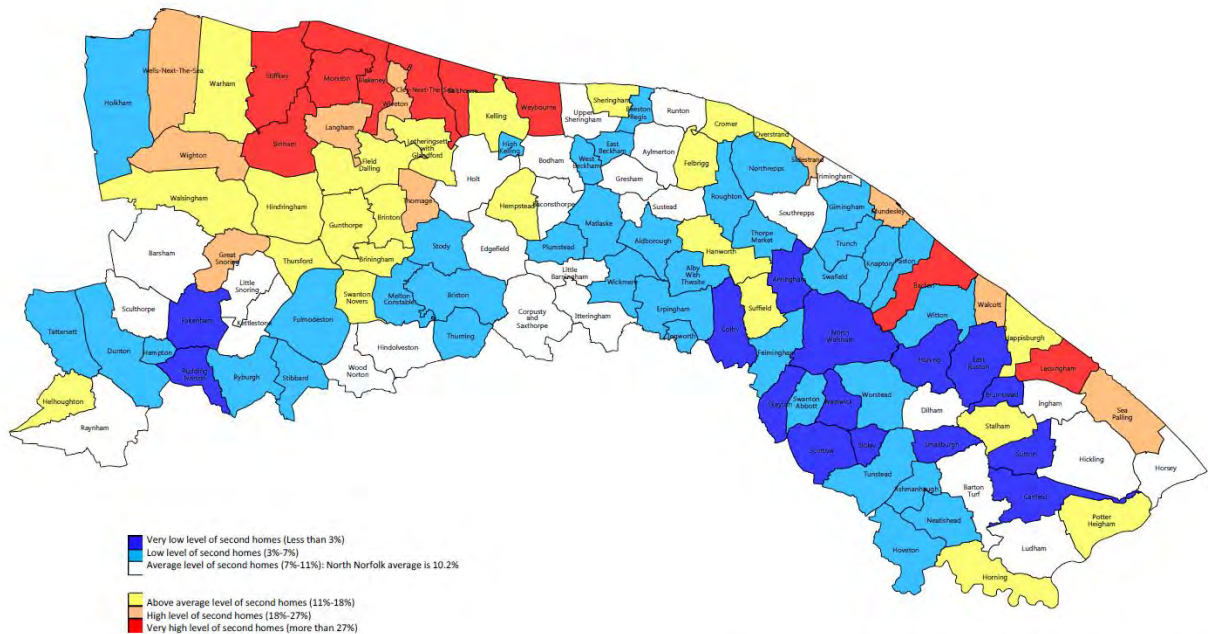 Holkham
Wells-Next-The-Sea
Warham
Stiffkey
Morston
Blakeney
Cley-Next-The-Sea
Salthouse
Kelling
Weybourne
Upper
Sheringham
Sheringham
Beeston
Regis
Runton
Cromer
Overstrand
Wiveton
Langham
Wighton
Binham
Letheringsett
with
Glandford
Field
Dalling
High
Kelling
Bodham
West
Beckham
East
Beckham
Aylmerton
Felbrigg
Northrepps
Sidestrand
Trimingham
Holt
Gresham
Roughton
Walsingham
Hindringham
Gunthorpe
Brinton
Thornage
Hempstead
Baconsthorpe
Sustead
Southrepps
Gimingham
Mundesley
Matlaske
Barsham
Great
Snoring
Thursford
Briningham
Stody
Edgefield
Plumstead
Aldborough
Hanworth
Thorpe
Market
Trunch
Knapton
Paston
Little
Snoring
Swanton
Novers
Melton
Constable
Briston
Little
Barningham
Wickmere
Alby
With
Thwaite
Antingham
Swafield
Bacton
Sculthorpe
Fakenham
Kettlestone
Fulmodeston
Corpusty
and
Saxthorpe
Itteringham
Erpingham
Suffield
Witton
Walcott
Tattersett
Dunton
Hempton
Thurning
Ingworth
Colby
North
Walsham
Happisburgh
Pudding
Norton
Ryburgh
Stibbard
Hindolveston
Wood
Norton
Felmingham
Honing
East
Ruston
Lessingham
Helhoughton
Raynham
Skeyton
Swanton
Abbott
Westwick
Worstead
Dilham
Brumstead
Ingham
Sea
Palling
Stalham
Scottow
Sloley
Smallburgh
Sutton
Hickling
Horsey
Tunstead
Ashmanhaugh
Barton
Turf
Catfield
Neatishead
Potter
Heigham
Hoveton
Ludham
Horning
Very low level of second homes (Less than 3%)
Low level of second homes (3%-7%)
Average level of second homes (7%-11%): North Norfolk average is 10.2%
Above average level of second homes (11%-18%)
High level of second homes (18%-27%)
Very high level of second homes (more than 27%)